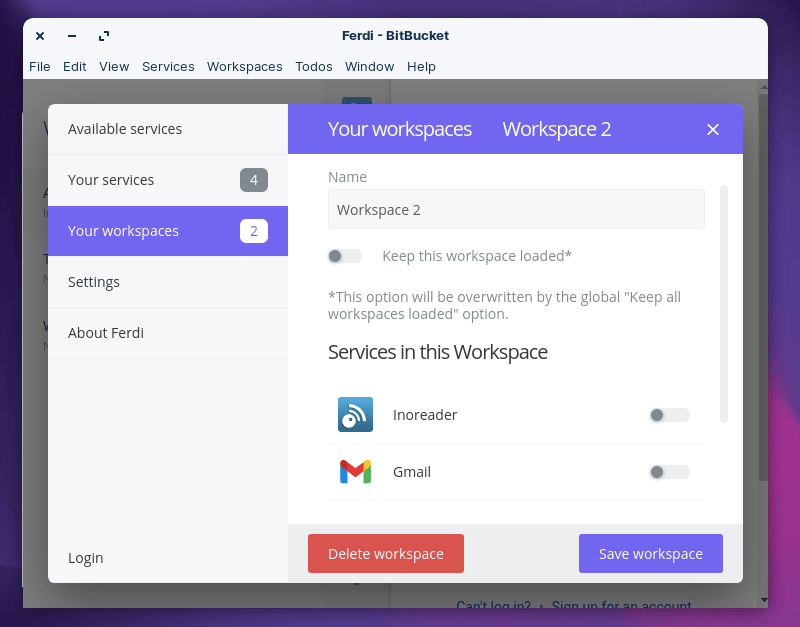 Ferdi - BitBucket
File Edit View Services Workspaces Todos Window Help
Available services
Your services 4
Your workspaces 2
Settings
About Ferdi
Login
Your workspaces Workspace 2
Name
Workspace 2
Keep this workspace loaded*
*This option will be overwritten by the global "Keep all
workspaces loaded" option.
Services in this Workspace
Inoreader
Gmail
Delete workspace Save workspace
Can't log in? • Sign up for an account